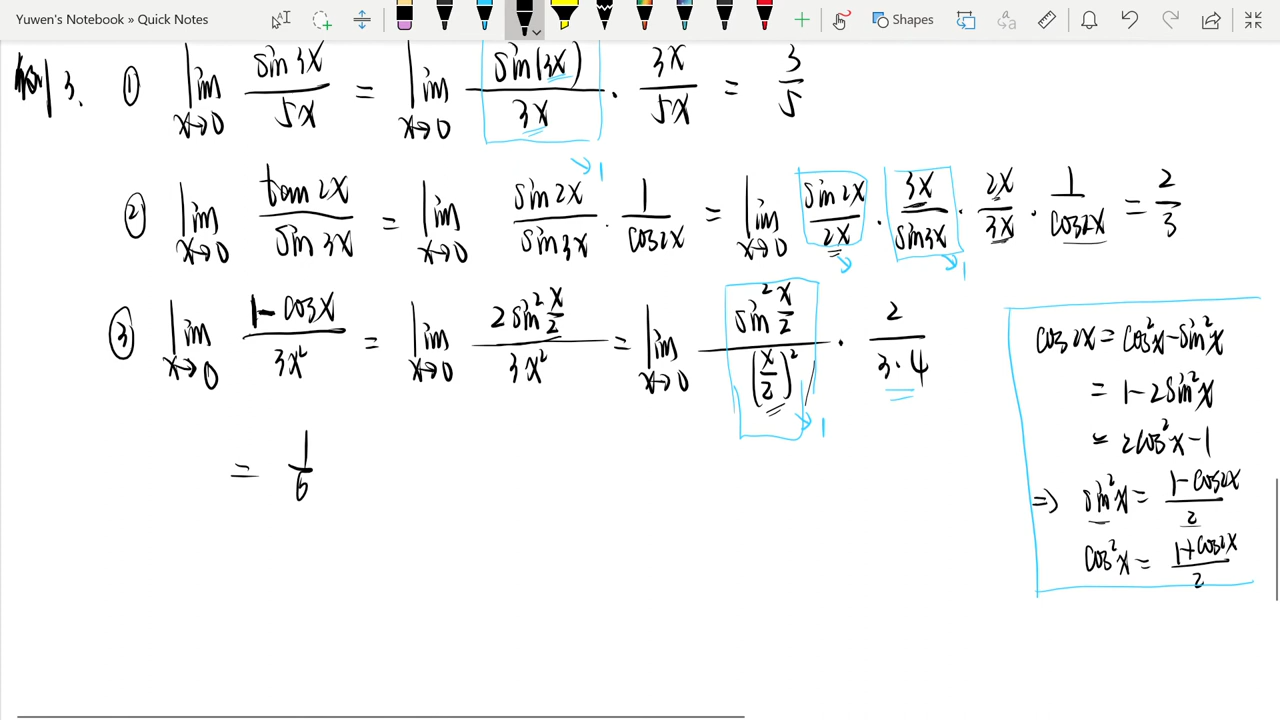 Yuwen's Notebook » Quick Notes
Shapes
例 3. ① lim x→0 sin 3x / 5x = lim x→0 sin(3x) / 3x · 3x / 5x = 3/5
→1
② lim x→0 tan 2x / sin 3x = lim x→0 sin 2x / sin 3x · 1 / cos 2x = lim x→0 sin 2x / 2x · 3x / sin 3x · 2x / 3x · 1 / cos 2x = 2/3
→ →1
③ lim x→0 1 - cos x / 3x² = lim x→0 2 sin² x/2 / 3x² = lim x→0 sin² x/2 / (x/2)² · 2 / 3·4
→1
= 1/6
cos 2x = cos² x - sin² x
= 1 - 2 sin² x
= 2 cos² x - 1
⇒ sin² x = 1 - cos 2x / 2
cos² x = 1 + cos 2x / 2